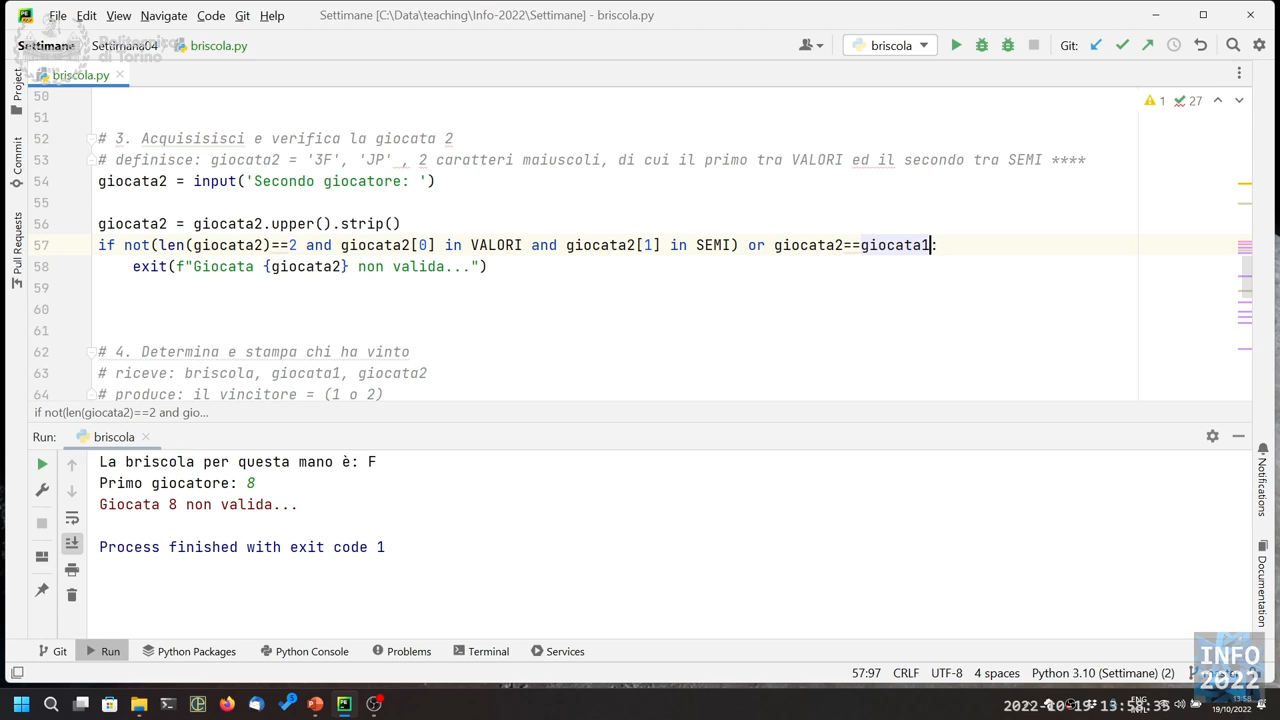 File Edit View Navigate Code Git Help Settimane [C:\Data\teaching\Info-2022\Settimane] - briscola.py
Settimane Settimana04 briscola.py briscola Git:
Politecnico
di Torino
briscola.py
Project
Commit
Pull Requests
1 27
50
51
52 # 3. Acquisisisci e verifica la giocata 2
53 # definisce: giocata2 = '3F', 'JP' , 2 caratteri maiuscoli, di cui il primo tra VALORI ed il secondo tra SEMI ****
54 giocata2 = input('Secondo giocatore: ')
55
56 giocata2 = giocata2.upper().strip()
57 if not(len(giocata2)==2 and giocata2[0] in VALORI and giocata2[1] in SEMI) or giocata2==giocata1:
58 exit(f"Giocata {giocata2} non valida...")
59
60
61
62 # 4. Determina e stampa chi ha vinto
63 # riceve: briscola, giocata1, giocata2
64 # produce: il vincitore = (1 o 2)
if not(len(giocata2)==2 and gio...
Run: briscola
La briscola per questa mano è: F
Primo giocatore: 8
Giocata 8 non valida...
Process finished with exit code 1
Notifications
Documentation
Git Run Python Packages Python Console Problems Terminal Services
57:97 CRLF UTF-8 4 spaces Python 3.10 (Settimane) (2)
INFO
2022
ENG
13:58
19/10/2022
2022-10-19 13:58:35